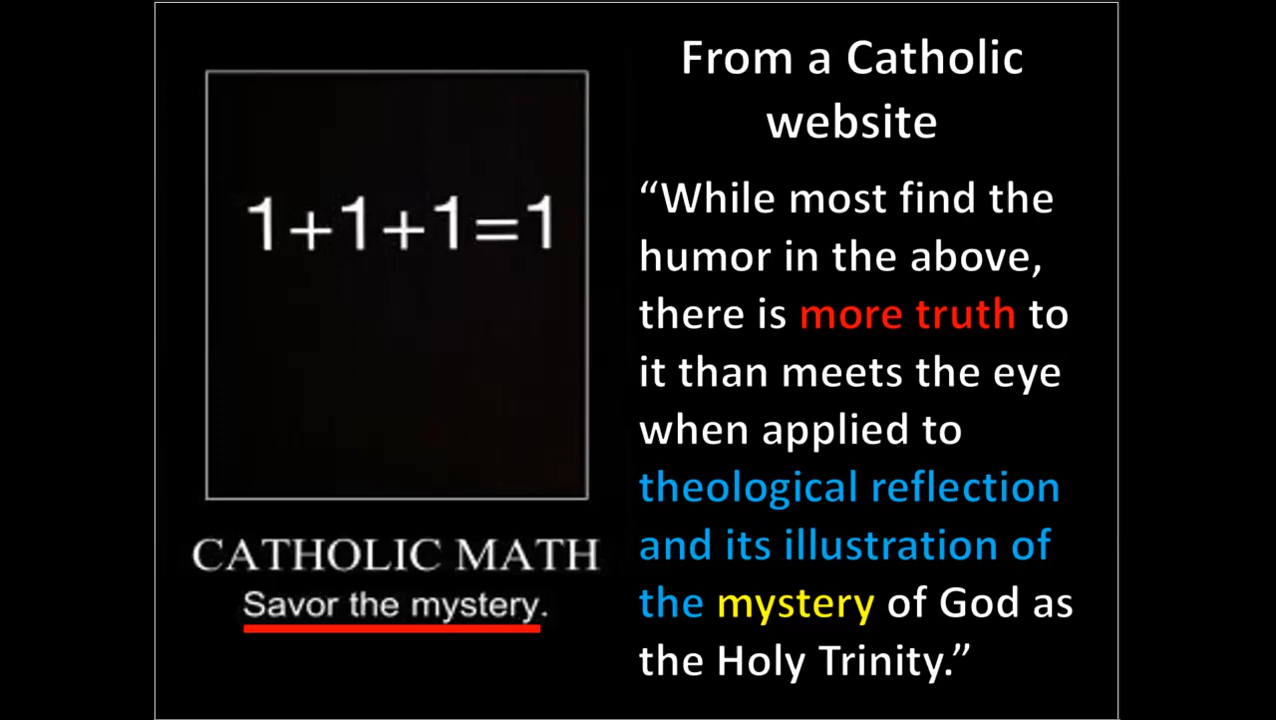 1+1+1=1
CATHOLIC MATH
Savor the mystery.
From a Catholic
website
“While most find the
humor in the above,
there is more truth to
it than meets the eye
when applied to
theological reflection
and its illustration of
the mystery of God as
the Holy Trinity.”